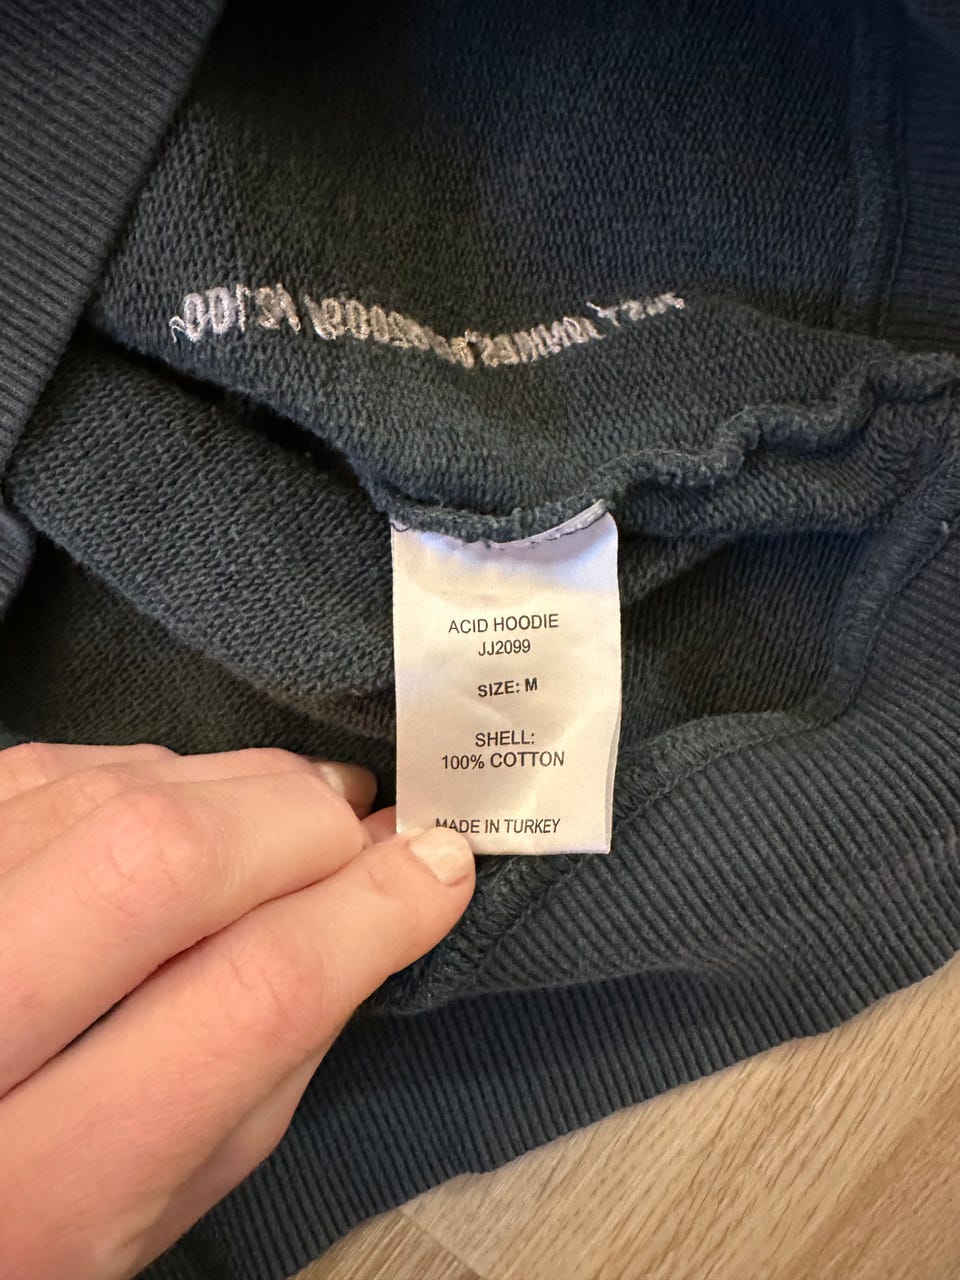 ACID HOODIE
JJ2099
SIZE: M
SHELL:
100% COTTON
MADE IN TURKEY